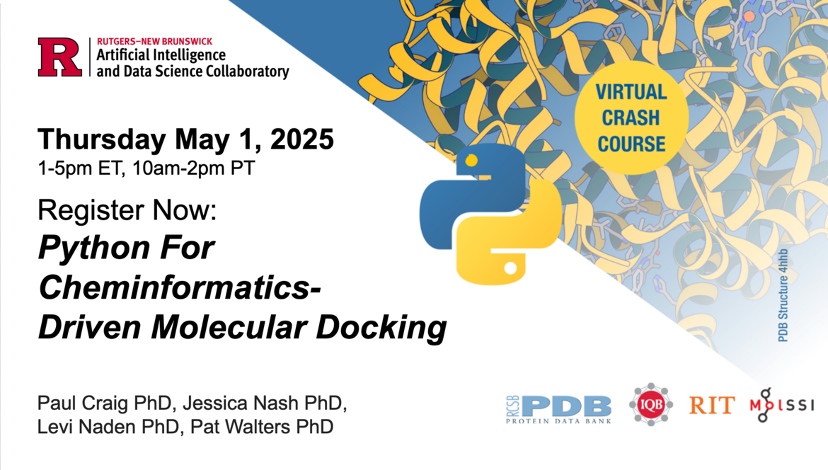 R
RUTGERS–NEW BRUNSWICK
Artificial Intelligence
and Data Science Collaboratory
VIRTUAL
CRASH
COURSE
Thursday May 1, 2025
1-5pm ET, 10am-2pm PT
Register Now:
Python For
Cheminformatics-
Driven Molecular Docking
PDB Structure 4hhb
Paul Craig PhD, Jessica Nash PhD,
Levi Naden PhD, Pat Walters PhD
RCSB
PDB
PROTEIN DATA BANK
IQB
RIT
MolSSI